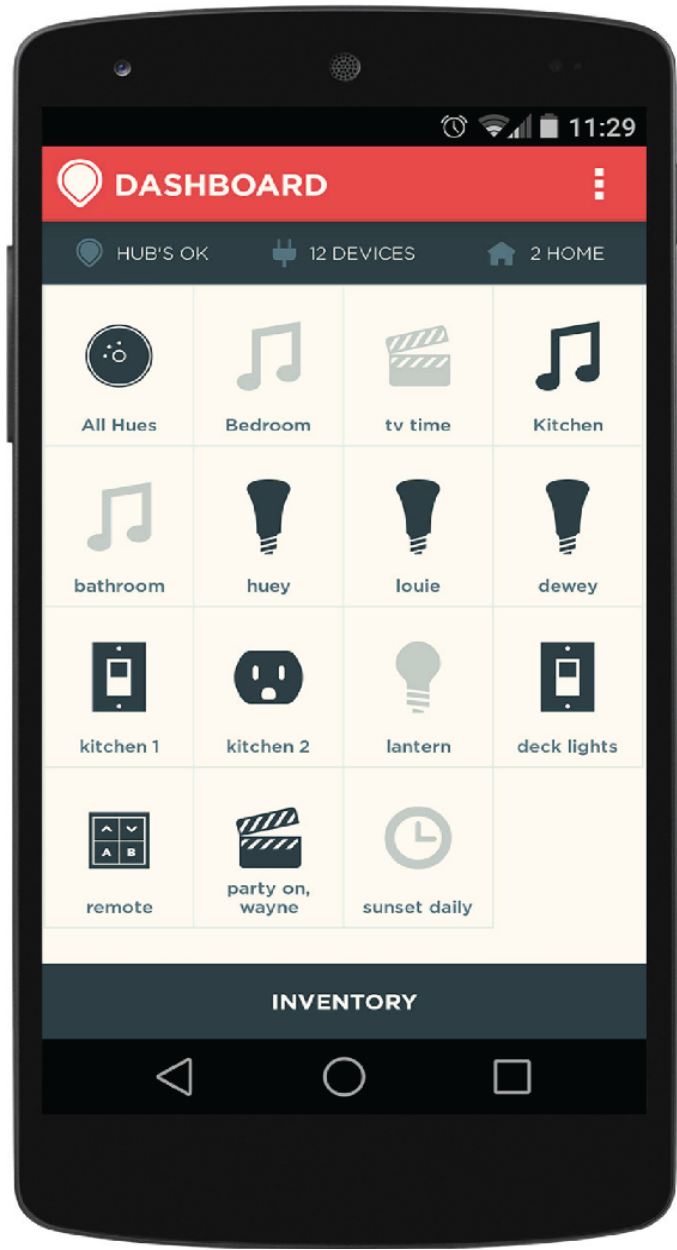 11:29
DASHBOARD
HUB'S OK 12 DEVICES 2 HOME
All Hues Bedroom tv time Kitchen
bathroom huey louie dewey
kitchen 1 kitchen 2 lantern deck lights
A B
remote party on, wayne sunset daily
INVENTORY